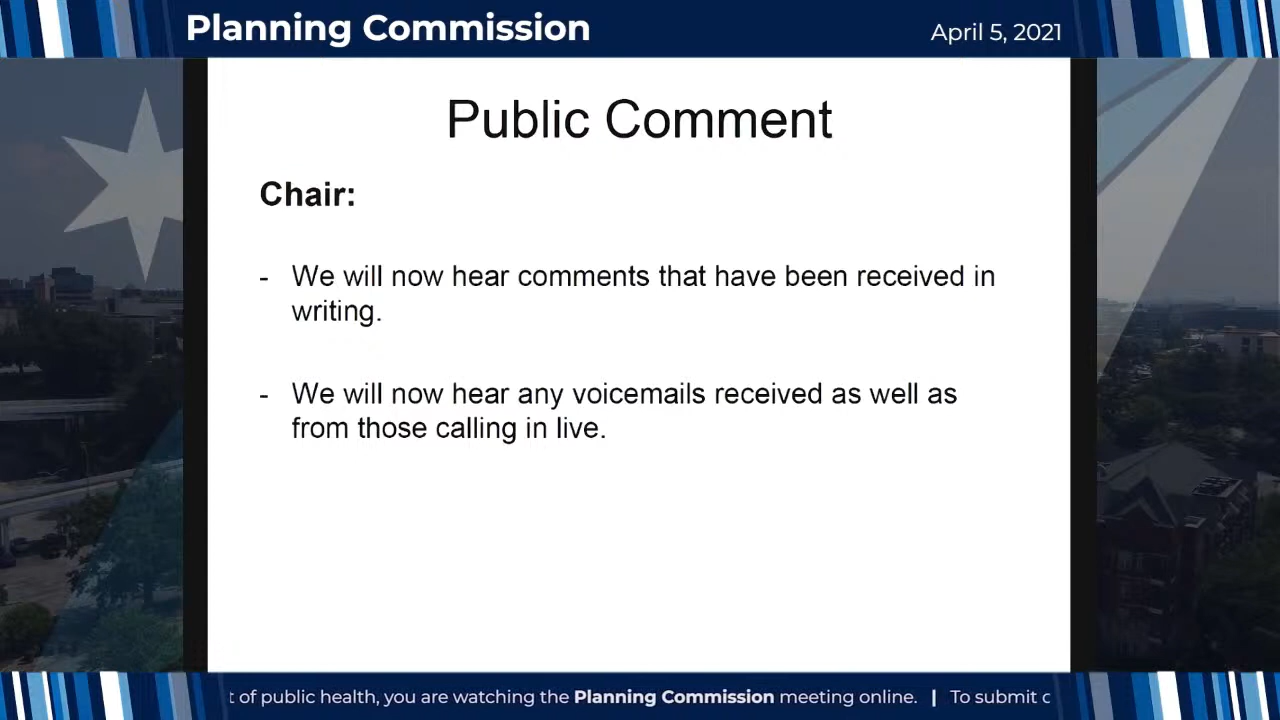 Planning Commission
April 5, 2021
Public Comment
Chair:
- We will now hear comments that have been received in
writing.
- We will now hear any voicemails received as well as
from those calling in live.
of public health, you are watching the Planning Commission meeting online. | To submit